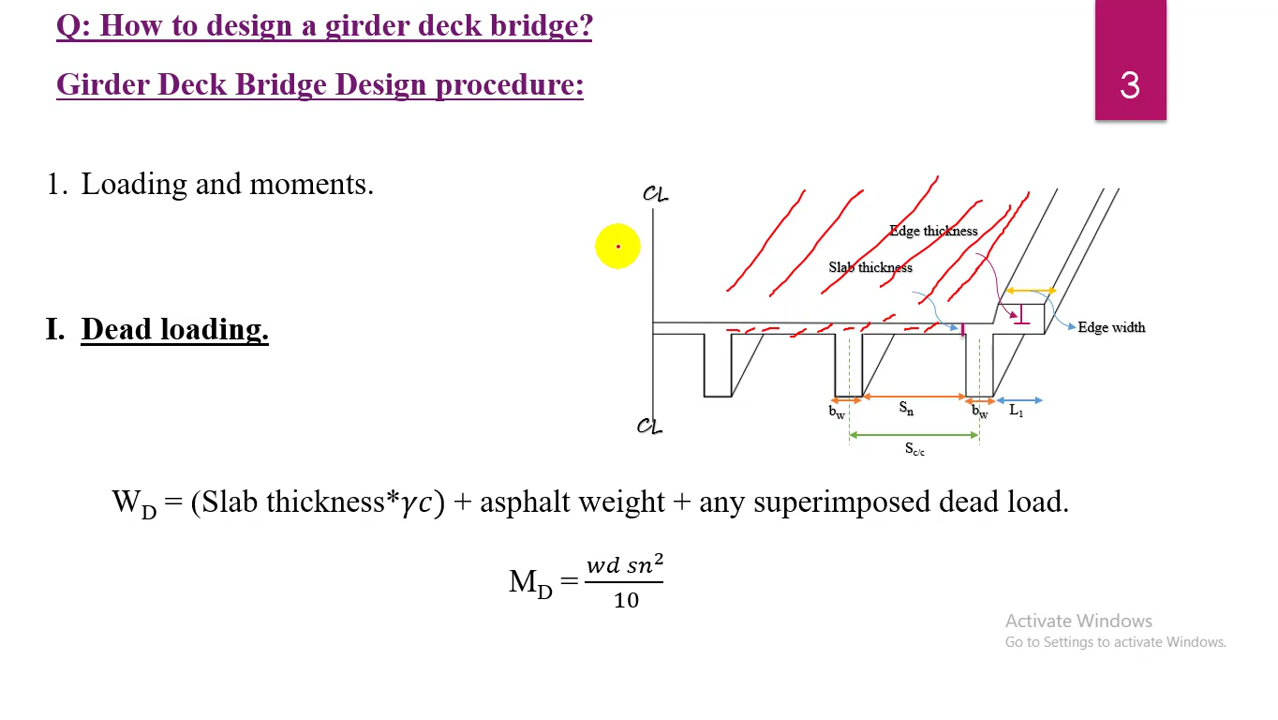 Q: How to design a girder deck bridge?
Girder Deck Bridge Design procedure:
3
1. Loading and moments.
CL
Edge thickness
Slab thickness
I. Dead loading.
Edge width
bw
Sn
bw
L1
CL
Sc/c
WD = (Slab thickness*γc) + asphalt weight + any superimposed dead load.
MD = wd sn² / 10
Activate Windows
Go to Settings to activate Windows.